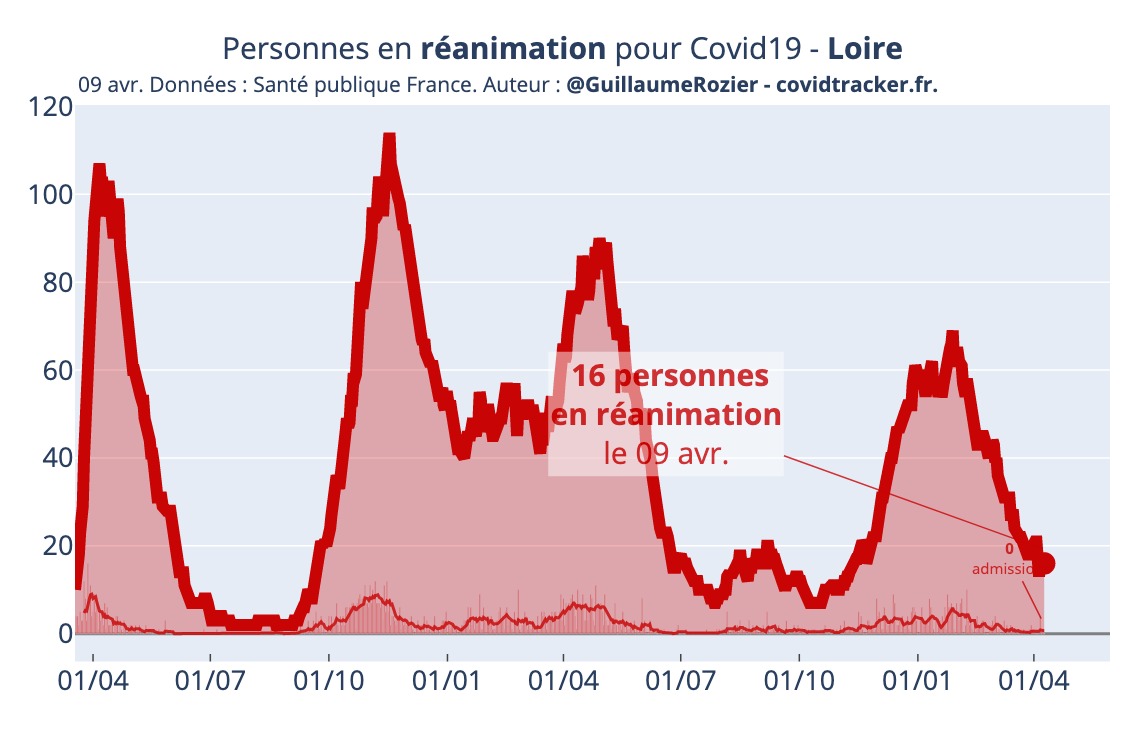 Personnes en réanimation pour Covid19 - Loire
09 avr. Données : Santé publique France. Auteur : @GuillaumeRozier - covidtracker.fr.
120
100
80
60
40
20
0
16 personnes
en réanimation
le 09 avr.
0
01/04 01/07 01/10 01/01 01/04 01/07 01/10 01/01 01/04